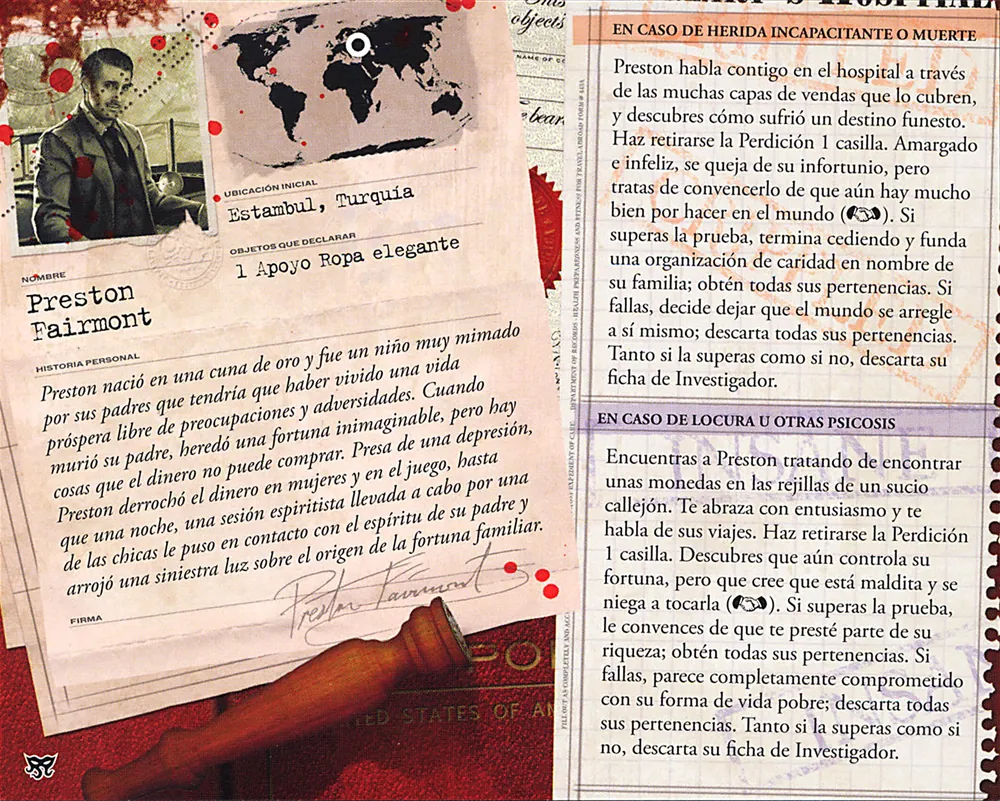 UBICACIÓN INICIAL
Estambul, Turquía
OBJETOS QUE DECLARAR
1 Apoyo Ropa elegante
NOMBRE
Preston
Fairmont
HISTORIA PERSONAL
Preston nació en una cuna de oro y fue un niño muy mimado
por sus padres que tendría que haber vivido una vida
próspera libre de preocupaciones y adversidades. Cuando
murió su padre, heredó una fortuna inimaginable, pero hay
cosas que el dinero no puede comprar. Presa de una depresión,
Preston derrochó el dinero en mujeres y en el juego, hasta
que una noche, una sesión espiritista llevada a cabo por una
de las chicas le puso en contacto con el espíritu de su padre y
arrojó una siniestra luz sobre el origen de la fortuna familiar.
Preston Fairmont
FIRMA
objects
NAME OF
UNITED STATES OF AM
EN CASO DE HERIDA INCAPACITANTE O MUERTE
Preston habla contigo en el hospital a través
de las muchas capas de vendas que lo cubren,
y descubres cómo sufrió un destino funesto.
Haz retirarse la Perdición 1 casilla. Amargado
e infeliz, se queja de su infortunio, pero
tratas de convencerlo de que aún hay mucho
bien por hacer en el mundo ( ). Si
superas la prueba, termina cediendo y funda
una organización de caridad en nombre de
su familia; obtén todas sus pertenencias. Si
fallas, decide dejar que el mundo se arregle
a sí mismo; descarta todas sus pertenencias.
Tanto si la superas como si no, descarta su
ficha de Investigador.
EN CASO DE LOCURA U OTRAS PSICOSIS
INSANE
Encuentras a Preston tratando de encontrar
unas monedas en las rejillas de un sucio
callejón. Te abraza con entusiasmo y te
habla de sus viajes. Haz retirarse la Perdición
1 casilla. Descubres que aún controla su
fortuna, pero que cree que está maldita y se
niega a tocarla ( ). Si superas la prueba,
le convences de que te presté parte de su
riqueza; obtén todas sus pertenencias. Si
fallas, parece completamente comprometido
con su forma de vida pobre; descarta todas
sus pertenencias. Tanto si la superas como si
no, descarta su ficha de Investigador.